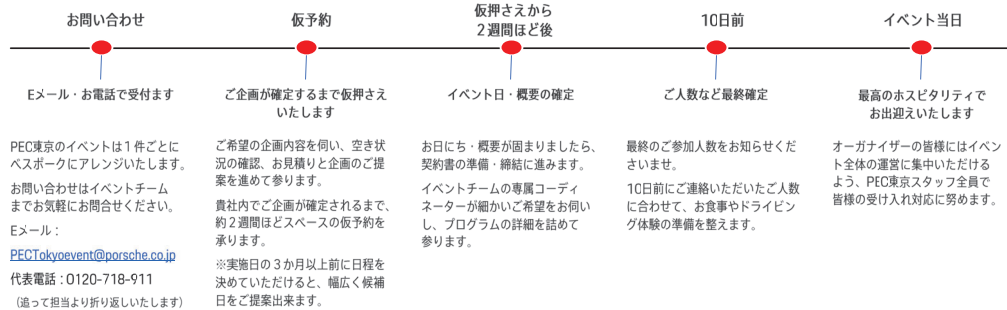 お問い合わせ
Eメール・お電話で受付ます
PEC東京のイベントは１件ごとに
ベスポークにアレンジいたします。
お問い合わせはイベントチーム
までお気軽にお問合せください。
Eメール：
PECTokyoevent@porsche.co.jp
代表電話：0120-718-911
（追って担当より折り返しいたします）
仮予約
ご企画が確定するまで仮押さえ
いたします
ご希望の企画内容を伺い、空き状
況の確認、お見積りと企画のご提
案を進めて参ります。
貴社内でご企画が確定されるまで、
約２週間ほどスペースの仮予約を
承ります。
※実施日の３か月以上前に日程を
決めていただけると、幅広く候補
日をご提案出来ます。
仮押さえから
２週間ほど後
イベント日・概要の確定
お日にち・概要が固まりましたら、
契約書の準備・締結に進みます。
イベントチームの専属コーディ
ネーターが細かいご希望をお伺い
し、プログラムの詳細を詰めて
参ります。
10日前
ご人数など最終確定
最終のご参加人数をお知らせくだ
さいませ。
10日前にご連絡いただいたご人数
に合わせて、お食事やドライビン
グ体験の準備を整えます。
イベント当日
最高のホスピタリティで
お出迎えいたします
オーガナイザーの皆様にはイベン
ト全体の運営に集中いただける
よう、PEC東京スタッフ全員で
皆様の受け入れ対応に努めます。